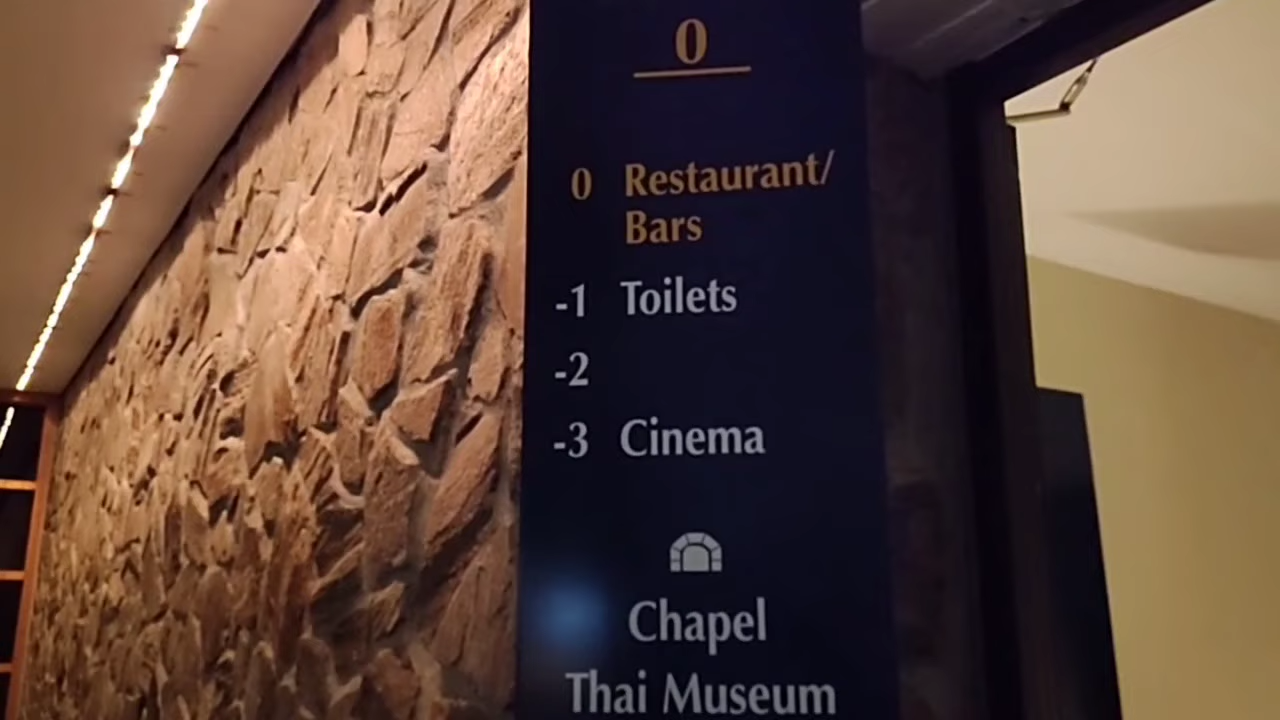 0
0 Restaurant/
Bars
-1 Toilets
-2
-3 Cinema
Chapel
Thai Museum